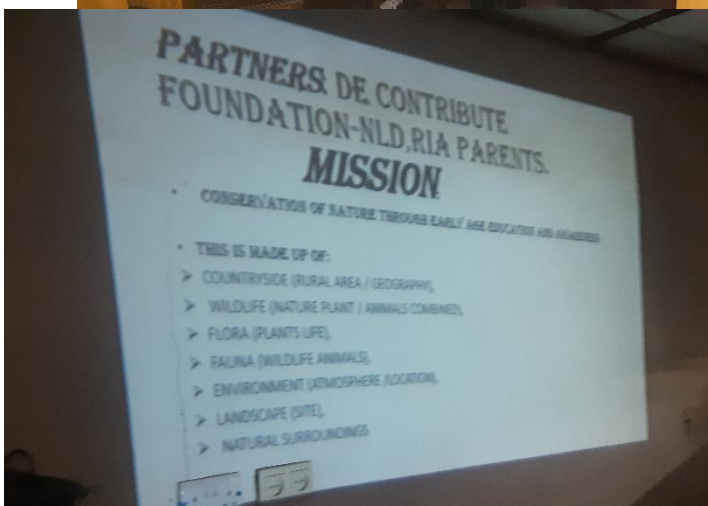 PARTNERS: DE CONTRIBUTE
FOUNDATION-NLD,RIA PARENTS.
MISSION
• CONSERVATION OF NATURE THROUGH EARLY AGE EDUCATION AND AWARENESS
• THIS IS MADE UP OF:
➢ COUNTRYSIDE (RURAL AREA / GEOGRAPHY),
➢ WILDLIFE (NATURE PLANT / ANIMALS COMBINED),
➢ FLORA (PLANTS LIFE),
➢ FAUNA (WILDLIFE ANIMALS),
➢ ENVIRONMENT (ATMOSPHERE /LOCATION),
➢ LANDSCAPE (SITE),
➢ NATURAL SURROUNDINGS